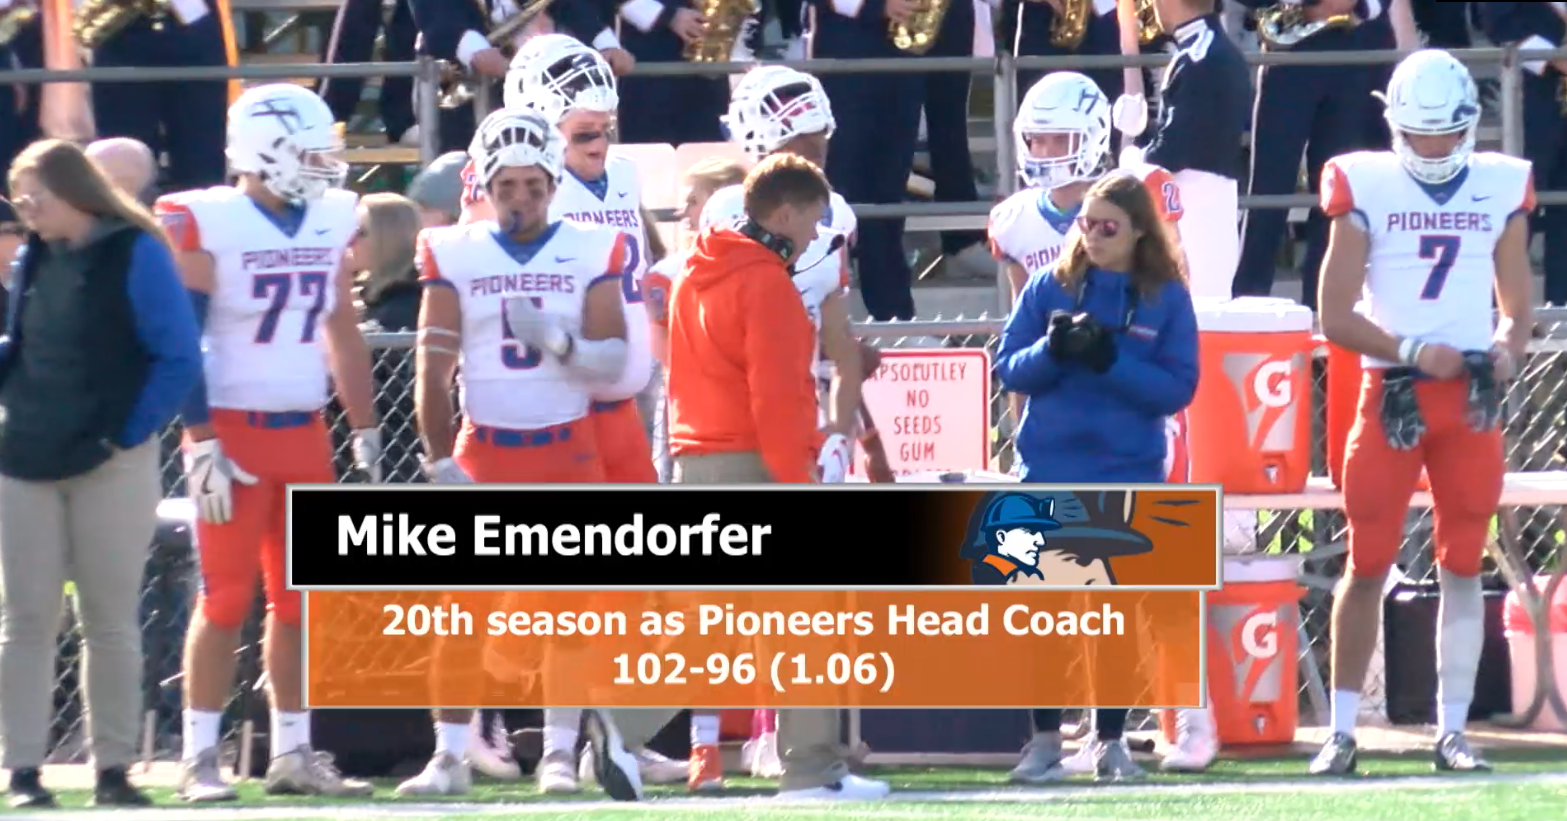 PIONEERS
77
PIONEERS
5
PIONEERS
PIONEERS
7
APSOLUTLEY
NO
SEEDS
GUM
G
G
Mike Emendorfer
20th season as Pioneers Head Coach
102-96 (1.06)